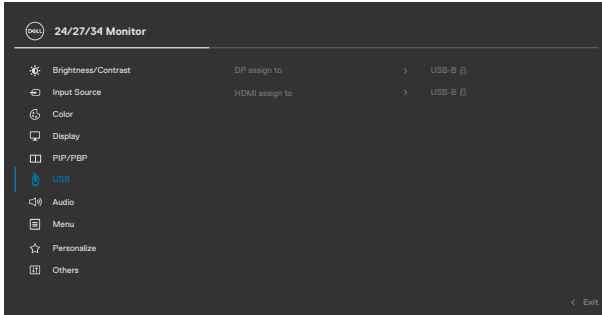 DELL 24/27/34 Monitor
Brightness/Contrast DP assign to > USB-B
Input Source HDMI assign to > USB-B
Color
Display
PIP/PBP
USB
Audio
Menu
Personalize
Others
< Exit